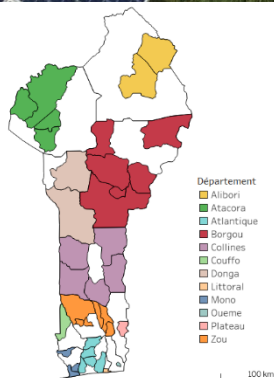 Département
Alibori
Atacora
Atlantique
Borgou
Collines
Couffo
Donga
Littoral
Mono
Oueme
Plateau
Zou
100 km